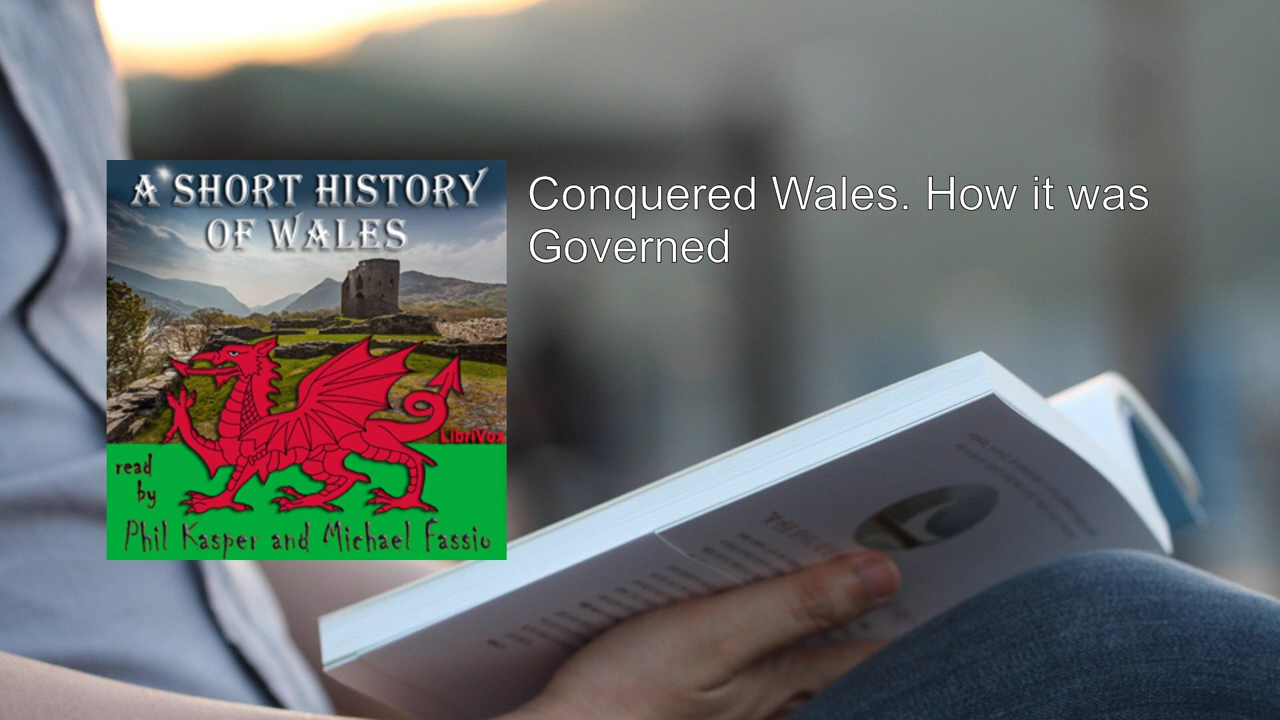 A SHORT HISTORY
OF WALES
LibriVox
read
by
Phil Kasper and Michael Fassio
Conquered Wales. How it was
Governed